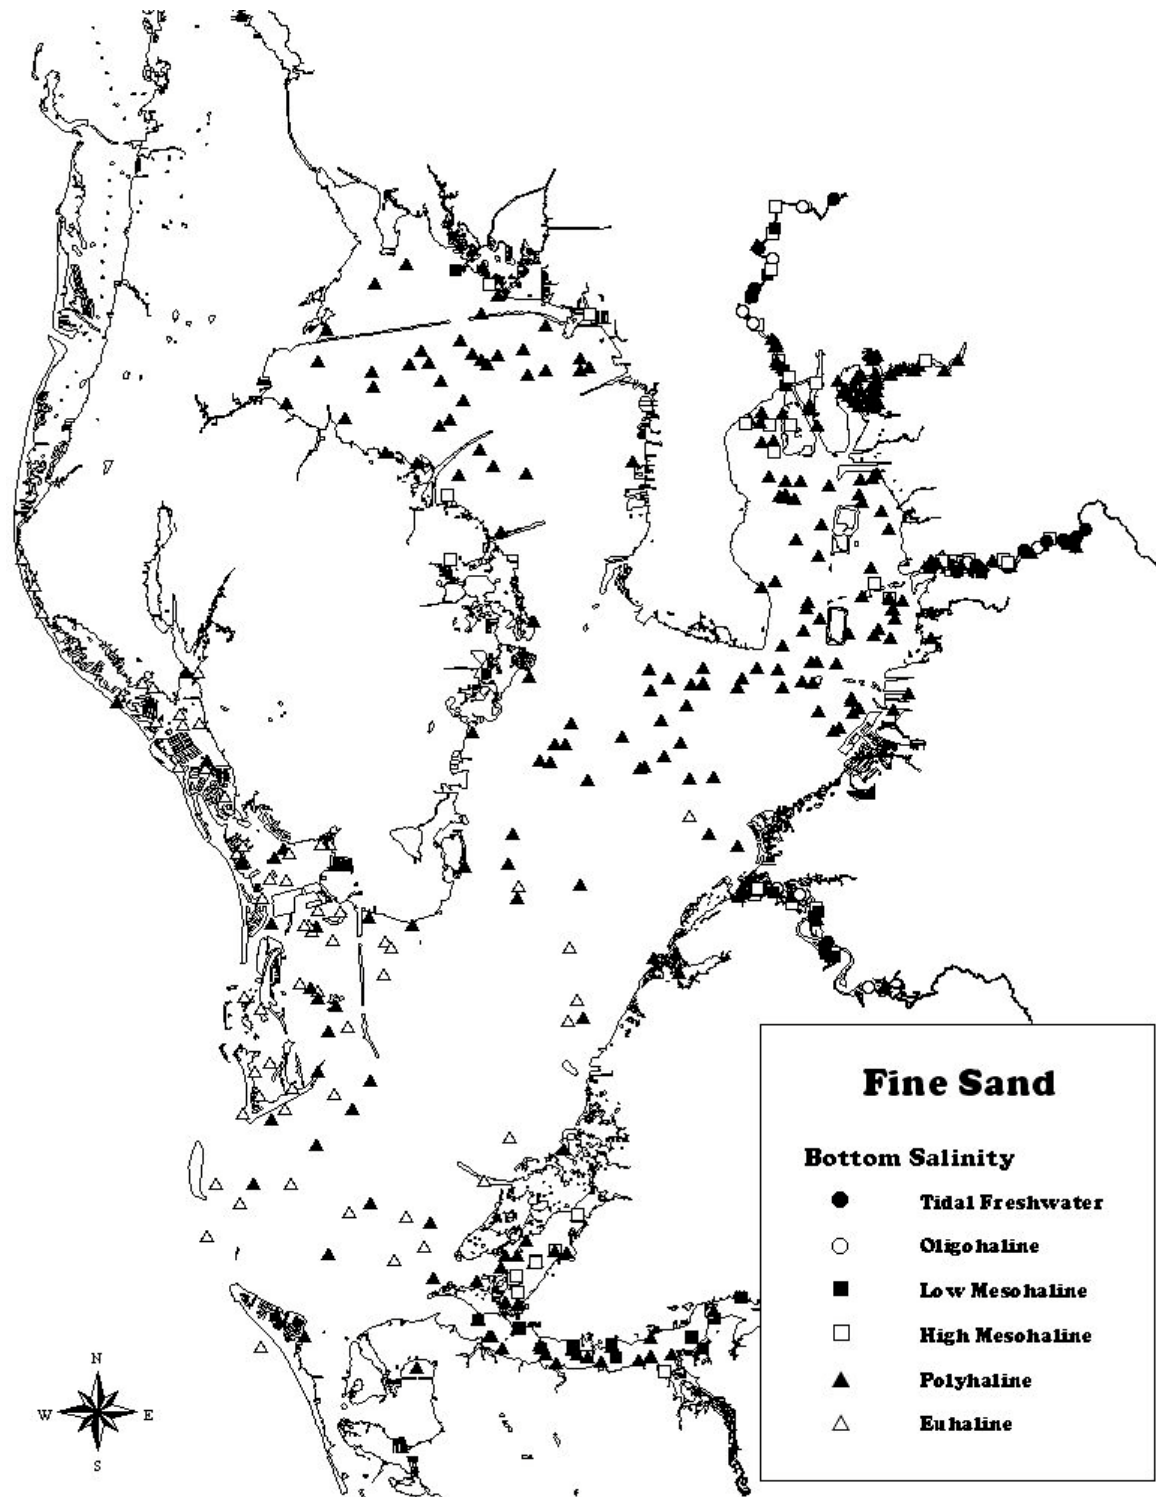 Fine Sand
Bottom Salinity
Tidal Freshwater
Oligohaline
Low Mesohaline
High Mesohaline
Polyhaline
Euhaline
N
W E
S